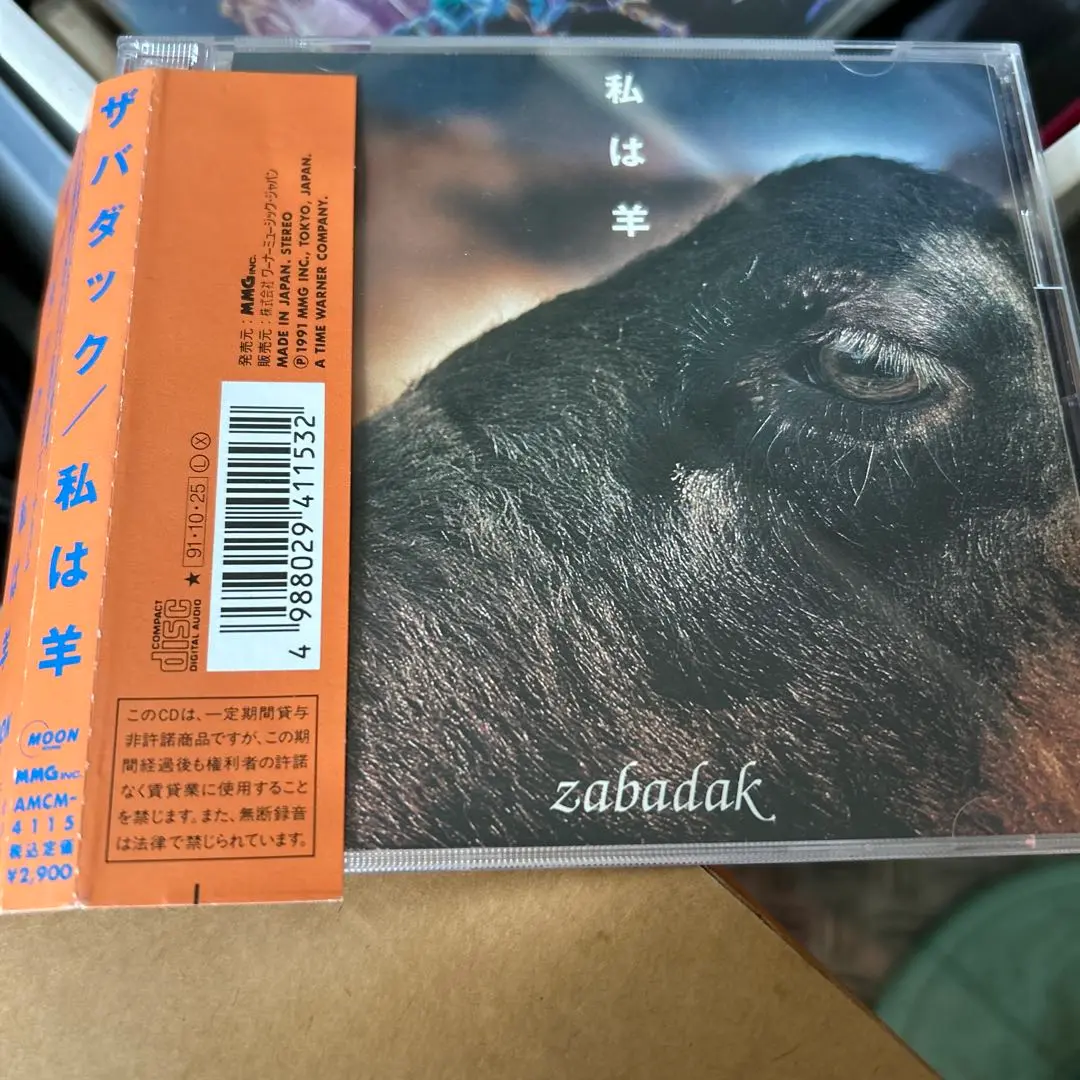 ザバダック/私は羊
MOON
MMG INC.
AMCM-
4115
税込定価
¥2,900
発売元:MMG INC.
販売元:株式会社 ワーナーミュージック・ジャパン
MADE IN JAPAN. STEREO
Ⓟ1991 MMG INC., TOKYO, JAPAN.
A TIME WARNER COMPANY.
4 988029 411532
COMPACT
disc
DIGITAL AUDIO
★ 91・10・25 Ⓛ Ⓧ
このCDは、一定期間貸与
非許諾商品ですが、この期
間経過後も権利者の許諾
なく賃貸業に使用すること
を禁じます。また、無断録音
は法律で禁じられています。
私は羊
zabadak